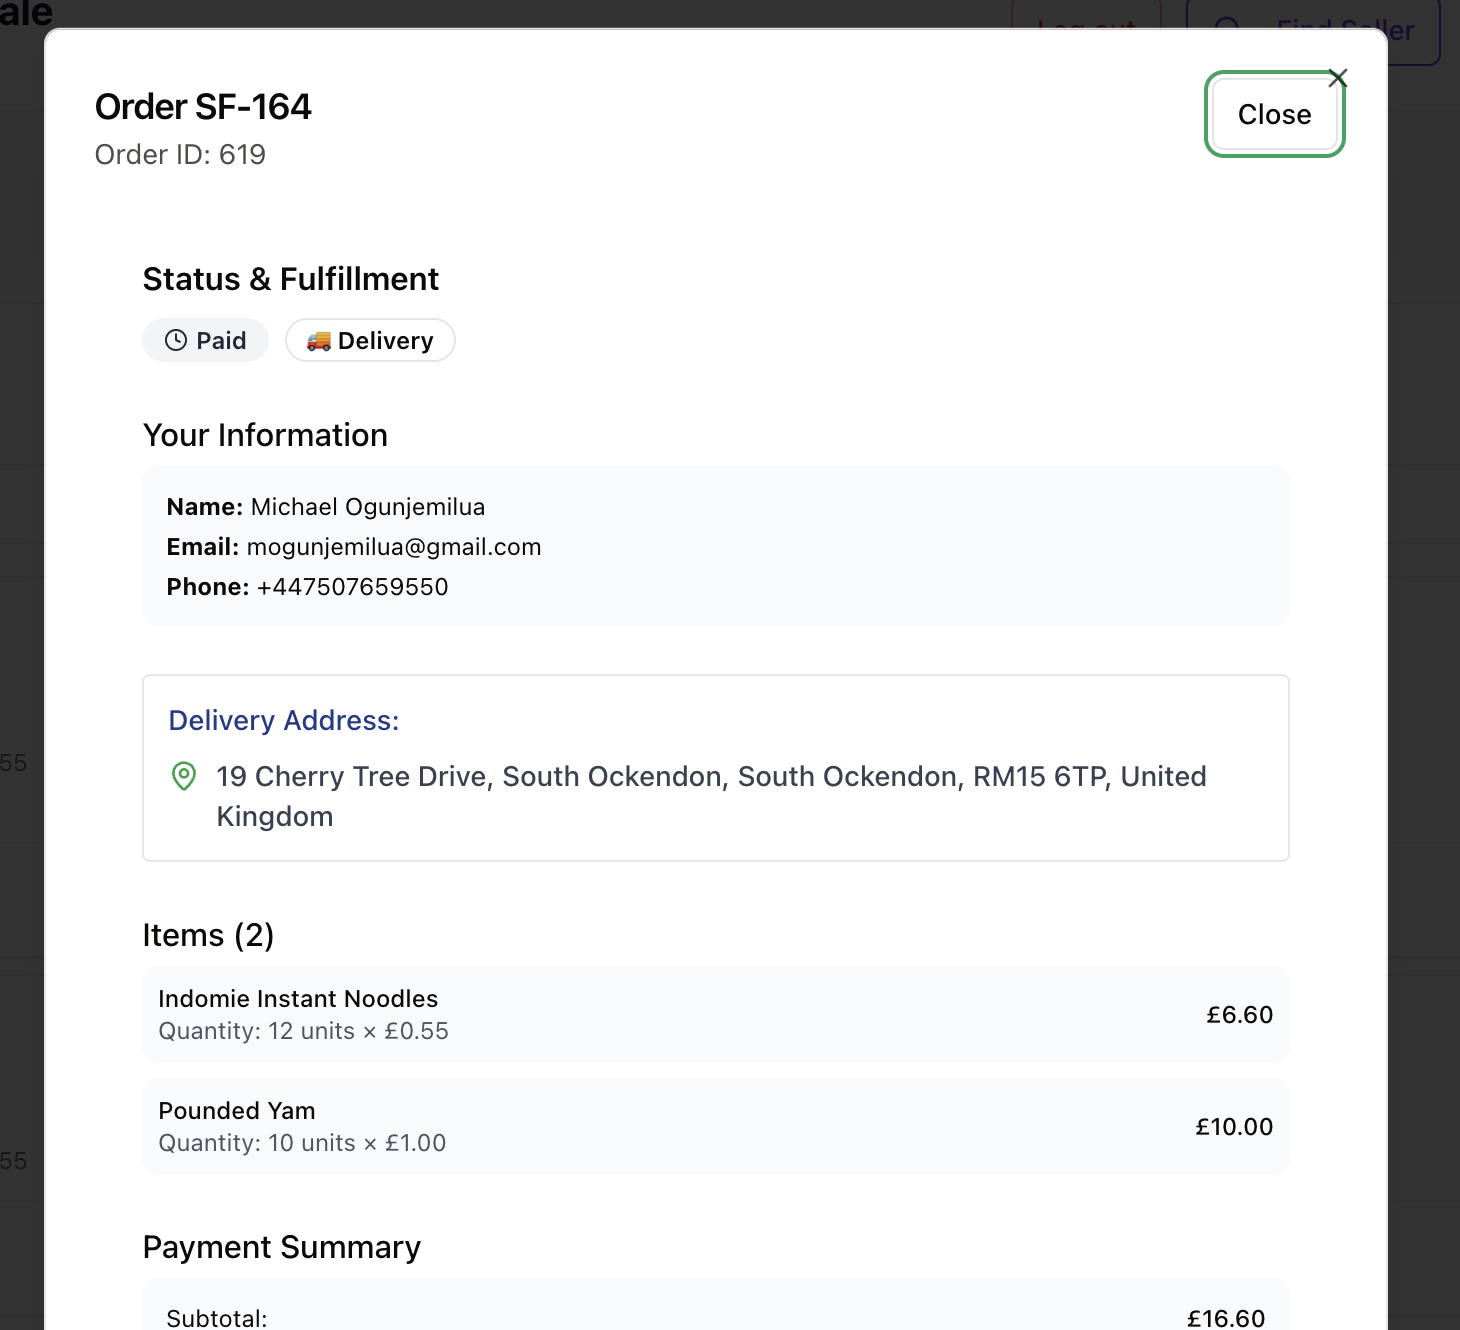 ale
Log out
Find Seller
Order SF-164
Close
Order ID: 619
Status & Fulfillment
Paid
🚚 Delivery
Your Information
Name: Michael Ogunjemilua
Email: mogunjemilua@gmail.com
Phone: +447507659550
Delivery Address:
55
19 Cherry Tree Drive, South Ockendon, South Ockendon, RM15 6TP, United
Kingdom
Items (2)
Indomie Instant Noodles
Quantity: 12 units × £0.55
£6.60
Pounded Yam
Quantity: 10 units × £1.00
£10.00
55
Payment Summary
Subtotal:
£16.60